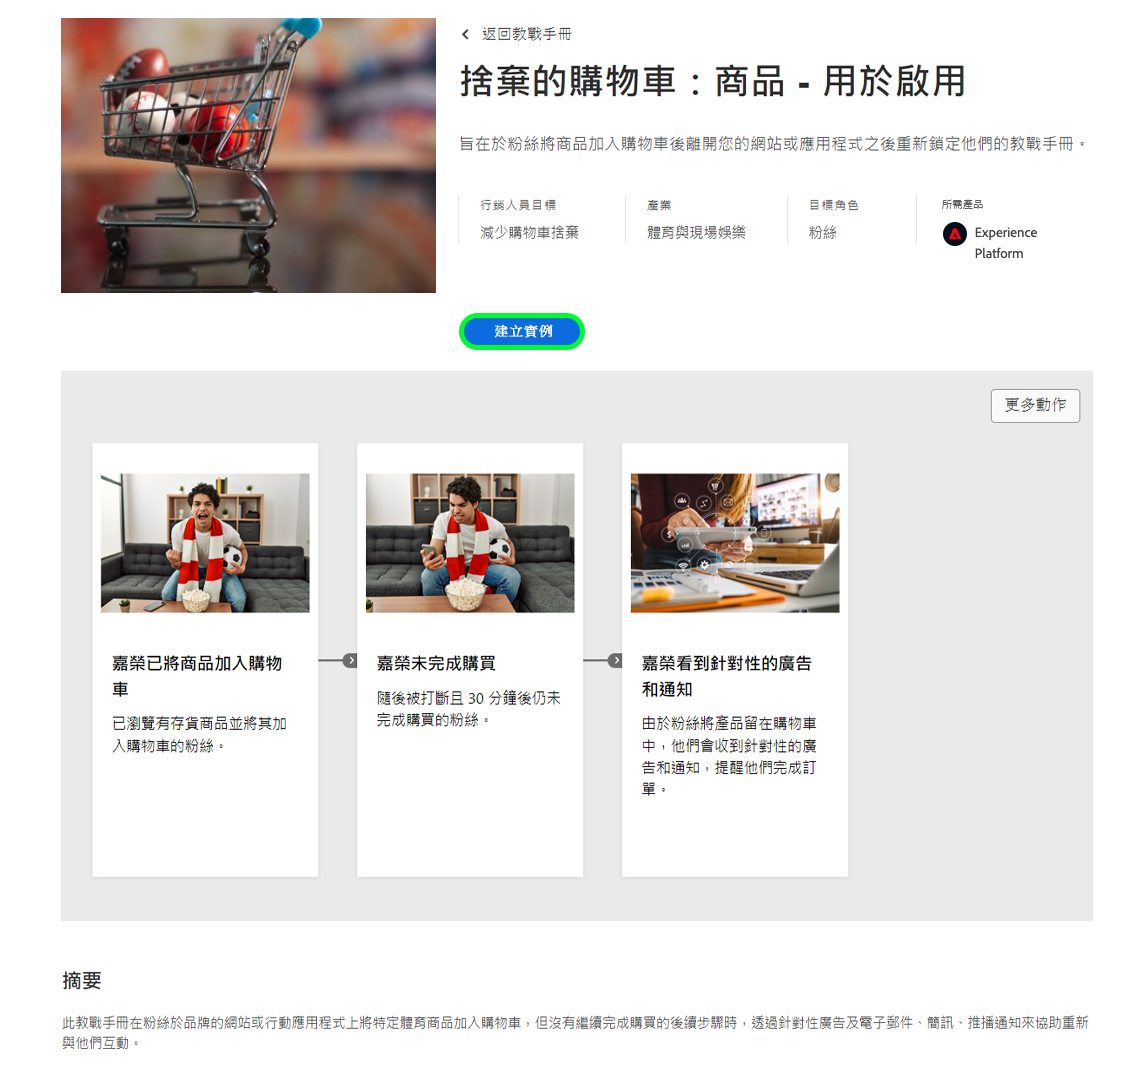 返回教戰手冊
捨棄的購物車：商品 - 用於啟用
旨在於粉絲將商品加入購物車後離開您的網站或應用程式之後重新鎖定他們的教戰手冊。
行銷人員目標
減少購物車捨棄
產業
體育與現場娛樂
目標角色
粉絲
所需產品
Experience
Platform
建立實例
更多動作
嘉榮已將商品加入購物
車
已瀏覽有存貨商品並將其加
入購物車的粉絲。
嘉榮未完成購買
隨後被打斷且 30 分鐘後仍未
完成購買的粉絲。
嘉榮看到針對性的廣告
和通知
由於粉絲將產品留在購物車
中，他們會收到針對性的廣
告和通知，提醒他們完成訂
單。
摘要
此教戰手冊在粉絲於品牌的網站或行動應用程式上將特定體育商品加入購物車，但沒有繼續完成購買的後續步驟時，透過針對性廣告及電子郵件、簡訊、推播通知來協助重新
與他們互動。